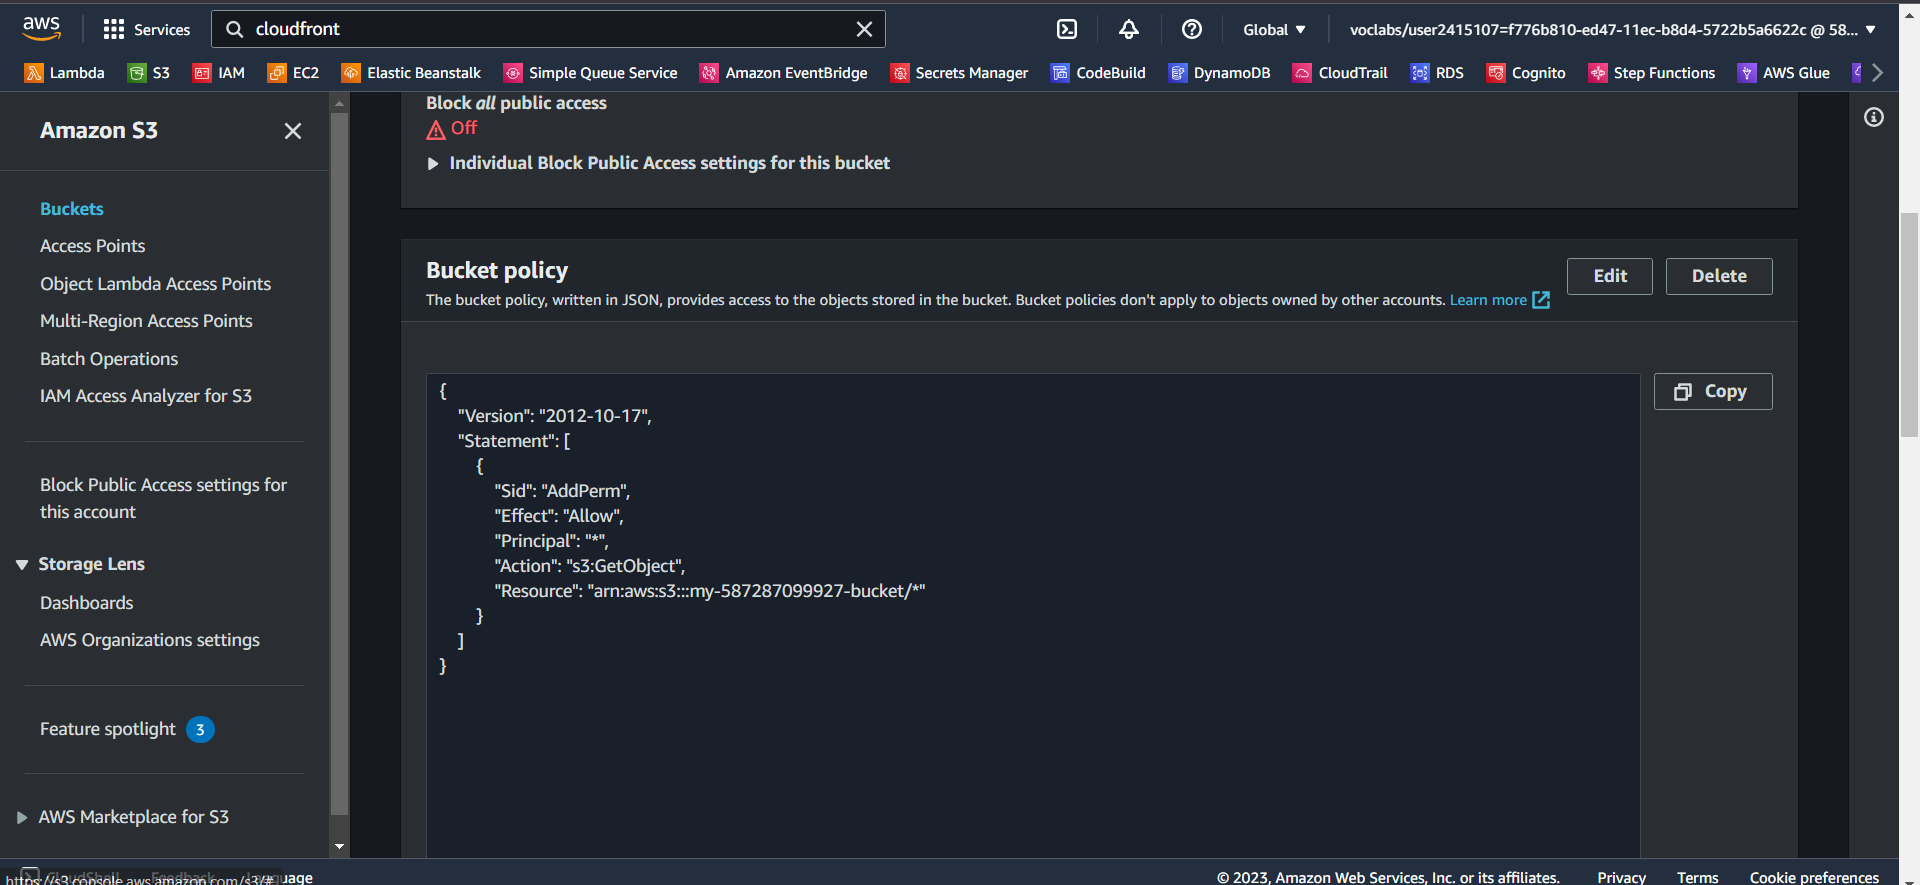 aws
Services
cloudfront
Global
voclabs/user2415107=f776b810-ed47-11ec-b8d4-5722b5a6622c @ 58...
Lambda
S3
IAM
EC2
Elastic Beanstalk
Simple Queue Service
Amazon EventBridge
Secrets Manager
CodeBuild
DynamoDB
CloudTrail
RDS
Cognito
Step Functions
AWS Glue
Amazon S3
Buckets
Access Points
Object Lambda Access Points
Multi-Region Access Points
Batch Operations
IAM Access Analyzer for S3
Block Public Access settings for
this account
Storage Lens
Dashboards
AWS Organizations settings
Feature spotlight 3
AWS Marketplace for S3
Block all public access
Off
Individual Block Public Access settings for this bucket
Bucket policy
The bucket policy, written in JSON, provides access to the objects stored in the bucket. Bucket policies don't apply to objects owned by other accounts. Learn more
Edit
Delete
{
"Version": "2012-10-17",
"Statement": [
{
"Sid": "AddPerm",
"Effect": "Allow",
"Principal": "*",
"Action": "s3:GetObject",
"Resource": "arn:aws:s3:::my-587287099927-bucket/*"
}
]
}
Copy
https://s3.console.aws.amazon.com/s3/#
CloudShell
Feedback
© 2023, Amazon Web Services, Inc. or its affiliates.
Privacy
Terms
Cookie preferences